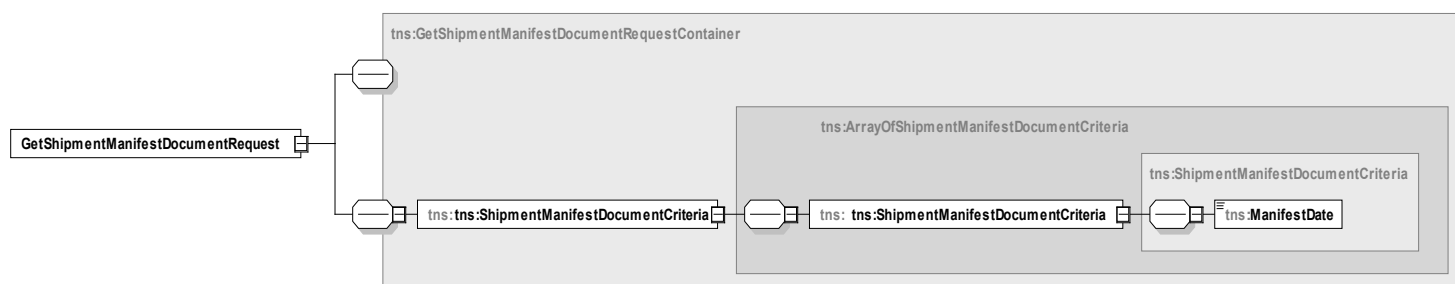 tns:GetShipmentManifestDocumentRequestContainer
tns:ArrayOfShipmentManifestDocumentCriteria
GetShipmentManifestDocumentRequest
tns:ShipmentManifestDocumentCriteria
tns:tns:ShipmentManifestDocumentCriteria
tns: tns:ShipmentManifestDocumentCriteria
tns:ManifestDate